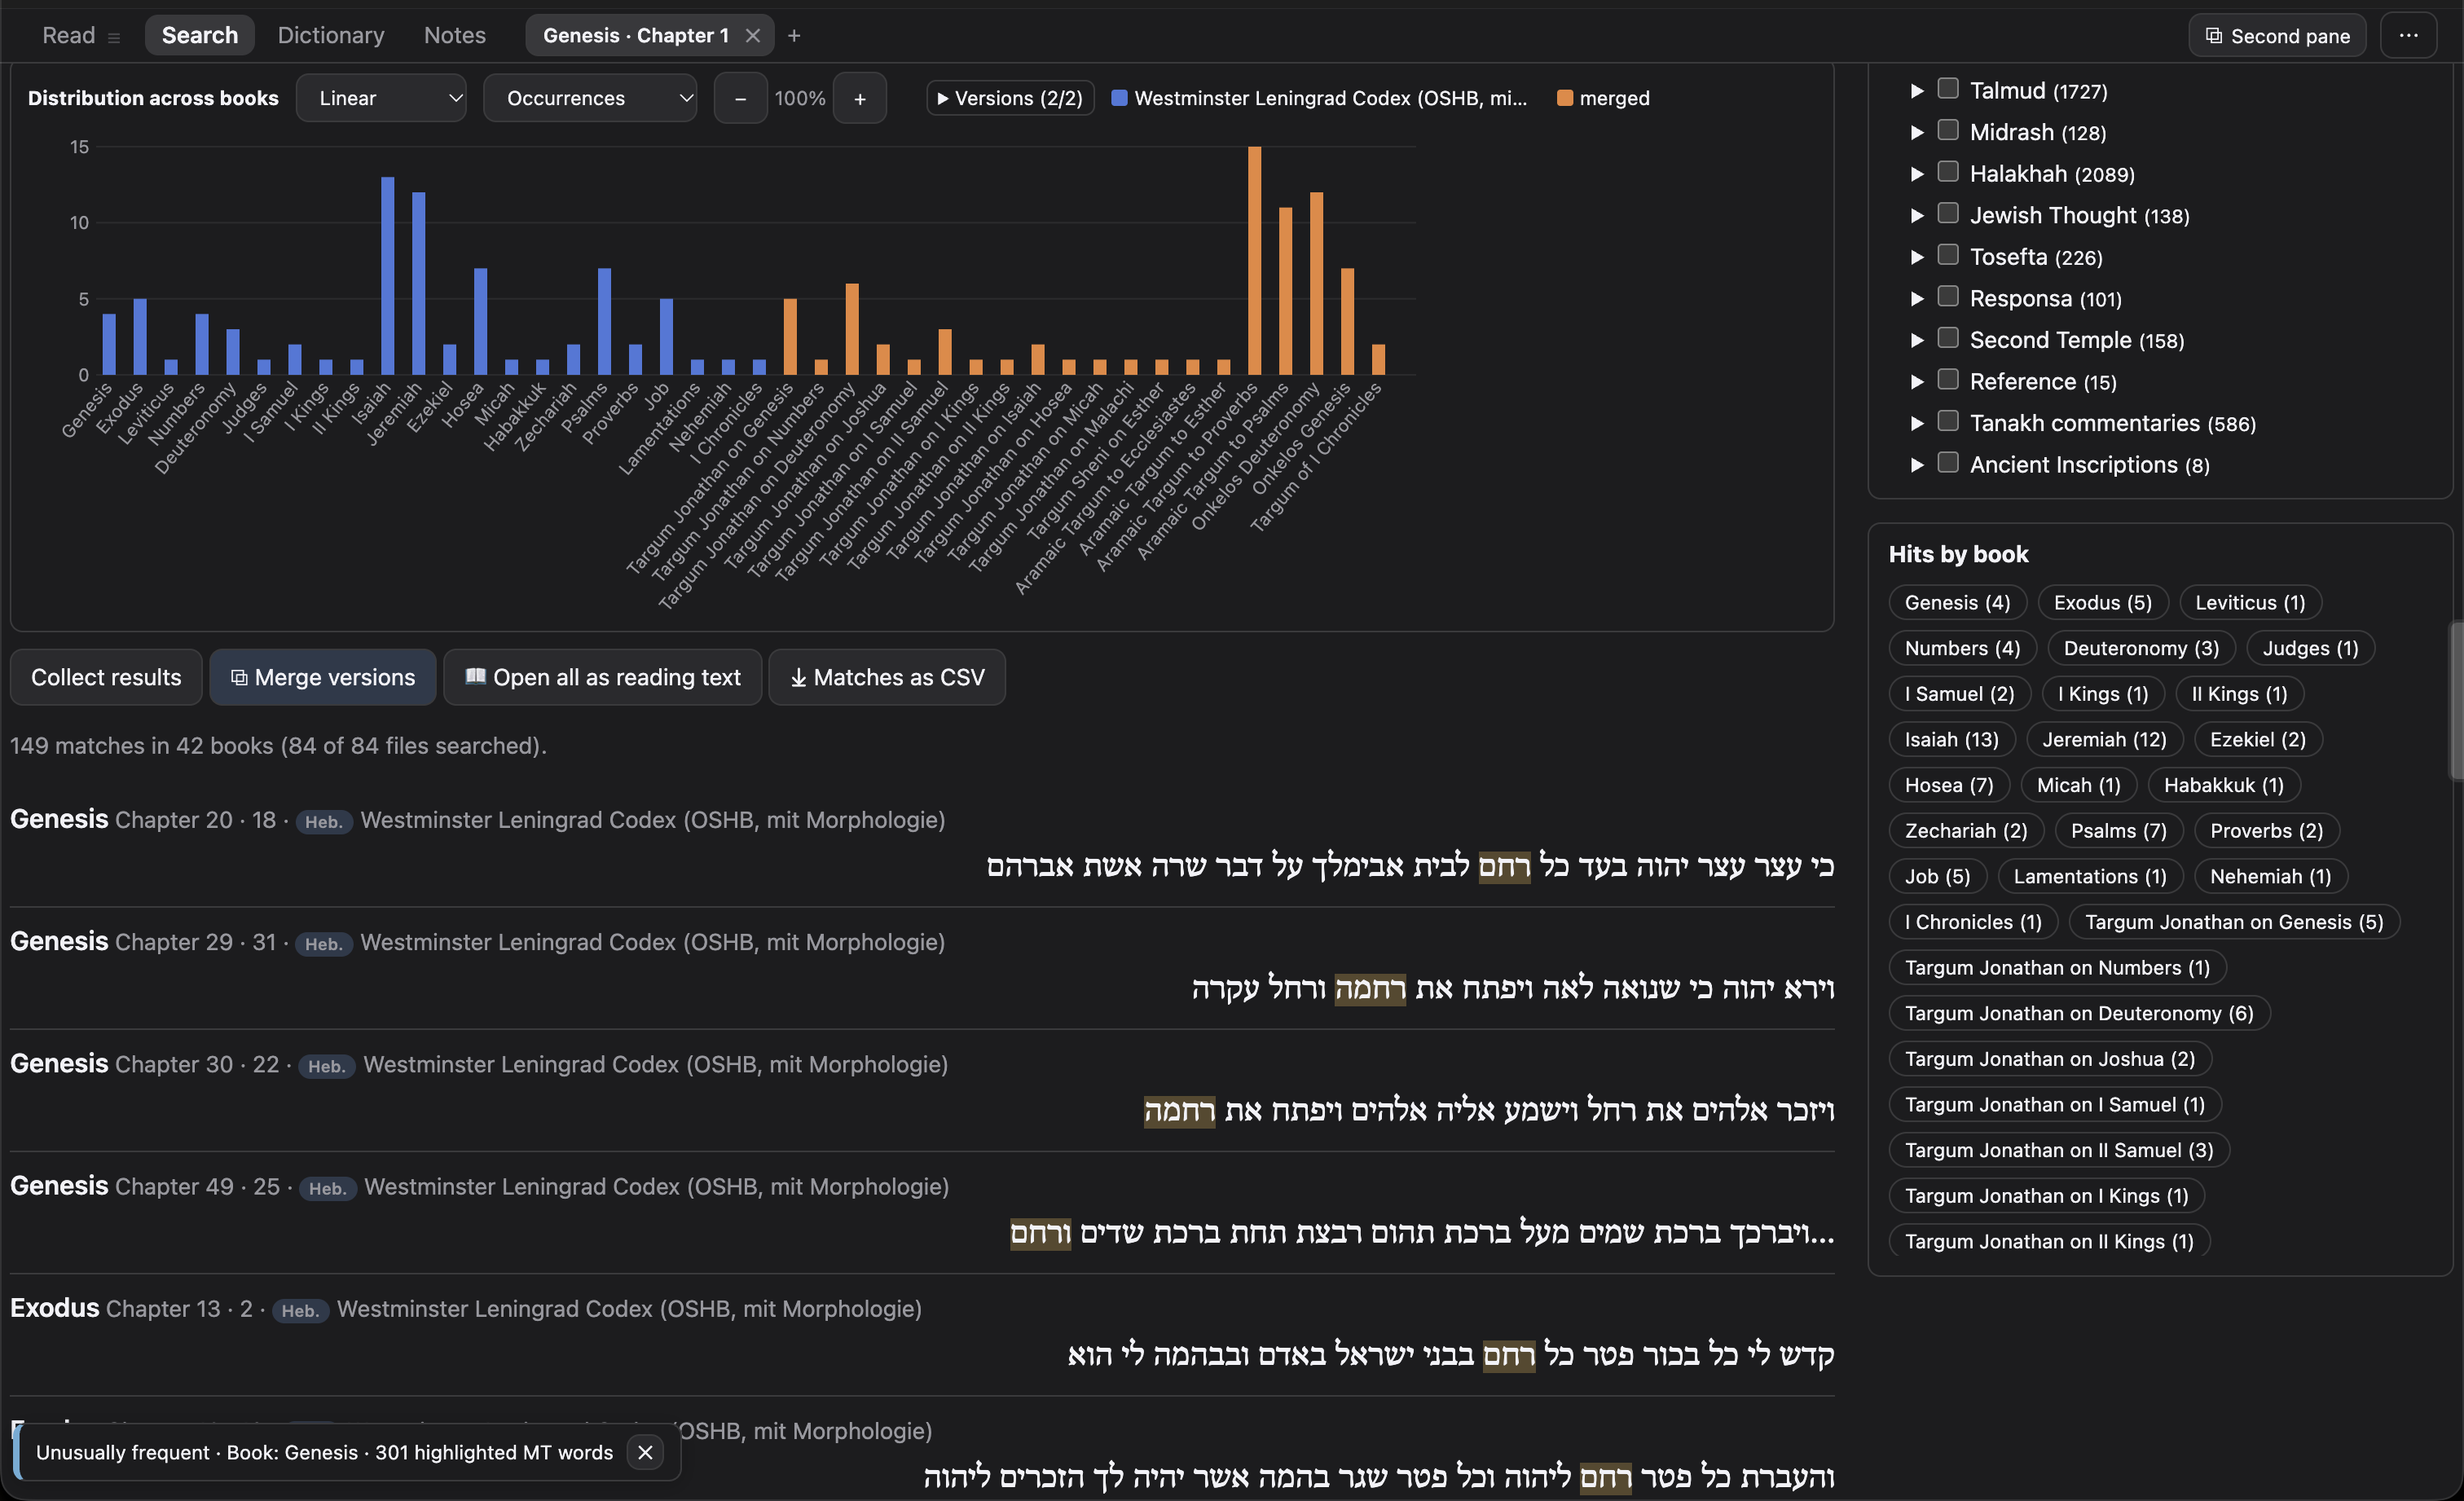 Read Search Dictionary Notes Genesis · Chapter 1 × + Second pane ...
Distribution across books Linear Occurrences − 100% + ▶ Versions (2/2) Westminster Leningrad Codex (OSHB, mi... merged
15
10
5
0
Genesis
Exodus
Leviticus
Numbers
Deuteronomy
Judges
I Samuel
I Kings
II Kings
Isaiah
Jeremiah
Ezekiel
Hosea
Micah
Habakkuk
Zechariah
Psalms
Proverbs
Job
Lamentations
Nehemiah
I Chronicles
Targum Jonathan on Genesis
Targum Jonathan on Numbers
Targum Jonathan on Deuteronomy
Targum Jonathan on Joshua
Targum Jonathan on I Samuel
Targum Jonathan on II Samuel
Targum Jonathan on I Kings
Targum Jonathan on II Kings
Targum Jonathan on Isaiah
Targum Jonathan on Hosea
Targum Jonathan on Micah
Targum Jonathan on Malachi
Targum Sheni on Esther
Aramaic Targum to Ecclesiastes
Aramaic Targum to Esther
Aramaic Targum to Proverbs
Aramaic Targum to Psalms
Onkelos Deuteronomy
Onkelos Genesis
Targum of I Chronicles
Collect results Merge versions Open all as reading text Matches as CSV
149 matches in 42 books (84 of 84 files searched).
Genesis Chapter 20 · 18 · Heb. Westminster Leningrad Codex (OSHB, mit Morphologie)
כי עצר עצר יהוה בעד כל רחם לבית אבימלך על דבר שרה אשת אברהם
Genesis Chapter 29 · 31 · Heb. Westminster Leningrad Codex (OSHB, mit Morphologie)
וירא יהוה כי שנואה לאה ויפתח את רחמה ורחל עקרה
Genesis Chapter 30 · 22 · Heb. Westminster Leningrad Codex (OSHB, mit Morphologie)
ויזכר אלהים את רחל וישמע אליה אלהים ויפתח את רחמה
Genesis Chapter 49 · 25 · Heb. Westminster Leningrad Codex (OSHB, mit Morphologie)
...ויברכך ברכת שמים מעל ברכת תהום רבצת תחת ברכת שדים ורחם
Exodus Chapter 13 · 2 · Heb. Westminster Leningrad Codex (OSHB, mit Morphologie)
קדש לי כל בכור פטר כל רחם בבני ישראל באדם ובבהמה לי הוא
OSHB, mit Morphologie)
והעברת כל פטר רחם ליהוה וכל פטר שגר בהמה אשר יהיה לך הזכרים ליהוה
Unusually frequent · Book: Genesis · 301 highlighted MT words ×
▶ Talmud (1727)
▶ Midrash (128)
▶ Halakhah (2089)
▶ Jewish Thought (138)
▶ Tosefta (226)
▶ Responsa (101)
▶ Second Temple (158)
▶ Reference (15)
▶ Tanakh commentaries (586)
▶ Ancient Inscriptions (8)
Hits by book
Genesis (4) Exodus (5) Leviticus (1)
Numbers (4) Deuteronomy (3) Judges (1)
I Samuel (2) I Kings (1) II Kings (1)
Isaiah (13) Jeremiah (12) Ezekiel (2)
Hosea (7) Micah (1) Habakkuk (1)
Zechariah (2) Psalms (7) Proverbs (2)
Job (5) Lamentations (1) Nehemiah (1)
I Chronicles (1) Targum Jonathan on Genesis (5)
Targum Jonathan on Numbers (1)
Targum Jonathan on Deuteronomy (6)
Targum Jonathan on Joshua (2)
Targum Jonathan on I Samuel (1)
Targum Jonathan on II Samuel (3)
Targum Jonathan on I Kings (1)
Targum Jonathan on II Kings (1)